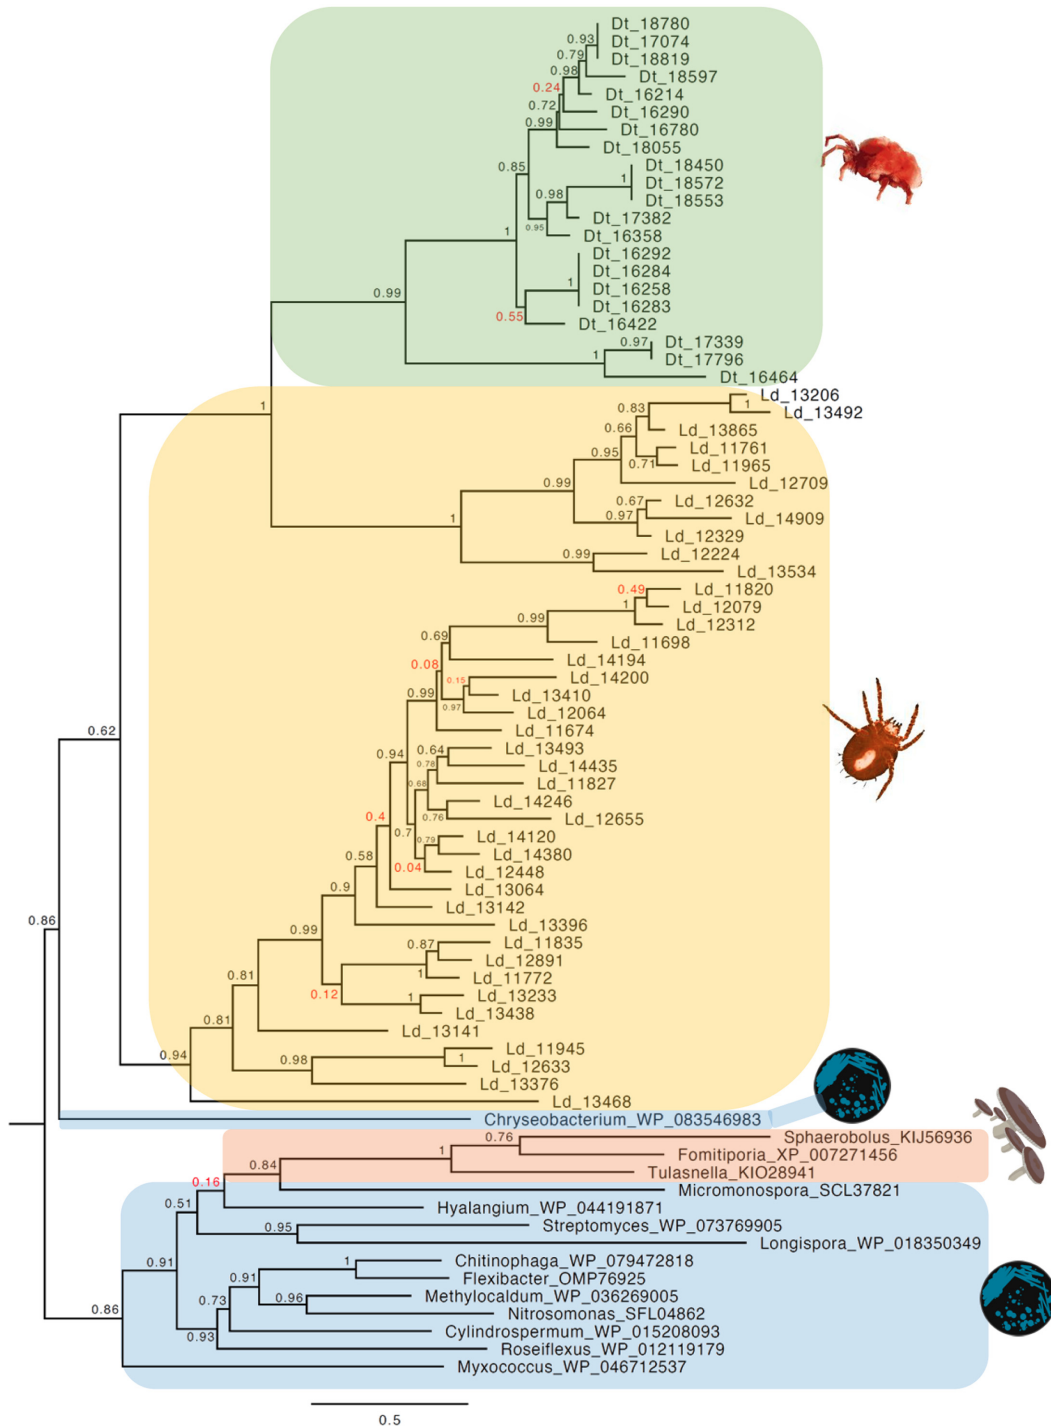 Dt_18780
0.93
Dt_17074
0.79
Dt_18819
0.98
Dt_18597
0.24
Dt_16214
0.72
Dt_16290
0.99
Dt_16780
Dt_18055
0.85
Dt_18450
1
Dt_18572
0.98
Dt_18553
0.95
Dt_17382
1
Dt_16358
Dt_16292
Dt_16284
1
Dt_16258
0.99
Dt_16283
0.55
Dt_16422
0.97
Dt_17339
1
Dt_17796
Dt_16464
Ld_13206
1
0.83
1
Ld_13492
0.66
Ld_13865
Ld_11761
0.95
0.71
Ld_11965
0.99
Ld_12709
0.67
Ld_12632
0.97
Ld_14909
1
Ld_12329
0.99
Ld_12224
Ld_13534
0.49
Ld_11820
1
Ld_12079
0.99
Ld_12312
0.69
Ld_11698
0.08
Ld_14194
0.15
Ld_14200
0.99
Ld_13410
0.97
Ld_12064
Ld_11674
0.62
0.94
0.64
Ld_13493
0.78
Ld_14435
0.68
Ld_11827
Ld_14246
0.4
0.76
Ld_12655
0.7
0.79
Ld_14120
0.58
Ld_14380
0.04
Ld_12448
0.9
Ld_13064
Ld_13142
0.86
0.99
Ld_13396
0.87
Ld_11835
Ld_12891
0.81
1
Ld_11772
0.12
1
Ld_13233
Ld_13438
0.81
Ld_13141
0.94
0.98
Ld_11945
1
Ld_12633
Ld_13376
Ld_13468
Chryseobacterium_WP_083546983
0.76
Sphaerobolus_KIJ56936
1
Fomitiporia_XP_007271456
0.84
Tulasnella_KIO28941
0.16
Micromonospora_SCL37821
0.51
Hyalangium_WP_044191871
0.95
Streptomyces_WP_073769905
Longispora_WP_018350349
0.91
1
Chitinophaga_WP_079472818
0.91
Flexibacter_OMP76925
0.96
Methylocaldum_WP_036269005
0.73
Nitrosomonas_SFL04862
0.86
0.93
Cylindrospermum_WP_015208093
Roseiflexus_WP_012119179
Myxococcus_WP_046712537
0.5